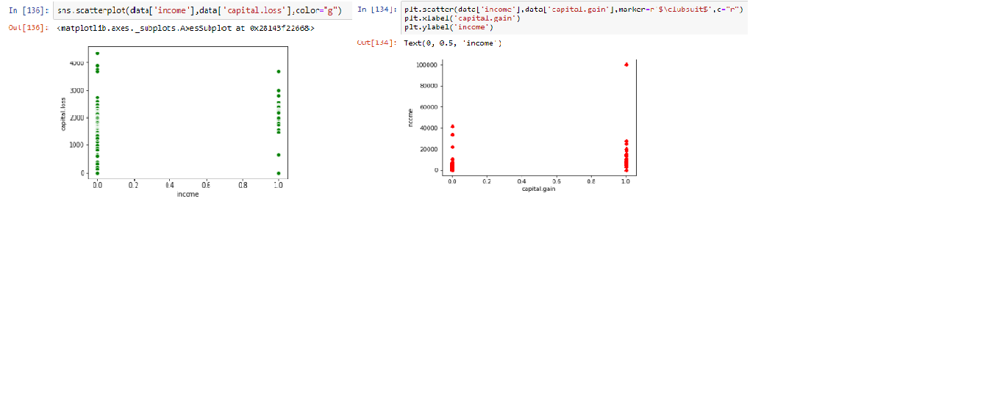 In [136]: sns.scatterplot(data['income'],data['capital.loss'],color="g")
Out[136]: <matplotlib.axes._subplots.AxesSubplot at 0x28143f22668>
4000
3000
2000
1000
0
capital.loss
0.0 0.2 0.4 0.6 0.8 1.0
income
In [134]: plt.scatter(data['income'],data['capital.gain'],marker=r'$\clubsuit$',c="r")
plt.xlabel('capital.gain')
plt.ylabel('income')
Out[134]: Text(0, 0.5, 'income')
100000
80000
60000
40000
20000
0
income
0.0 0.2 0.4 0.6 0.8 1.0
capital.gain